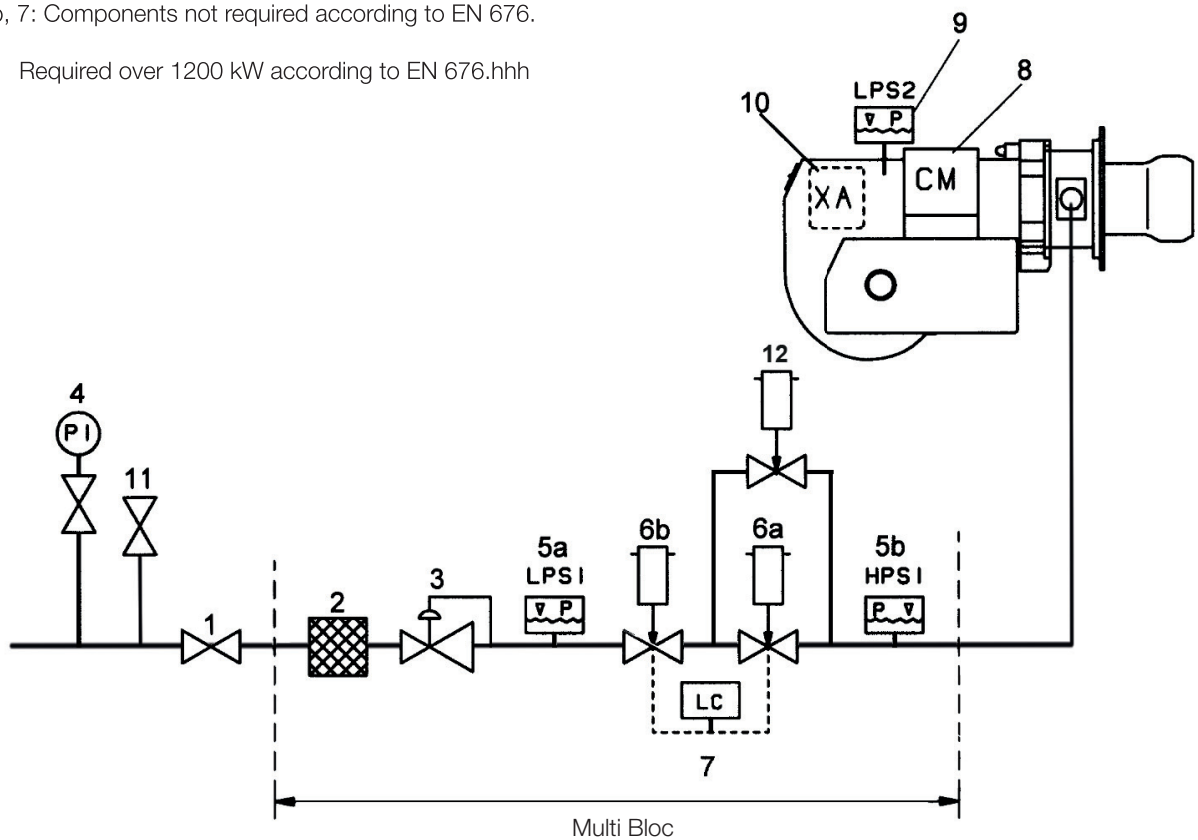 , 7: Components not required according to EN 676.
Required over 1200 kW according to EN 676.hhh
9
8
LPS2
10
∇ P
CM
XA
12
4
PI
11
6b
6a
5a
5b
LPS1
HPS1
3
2
∇ P
P ∇
1
LC
7
Multi Bloc